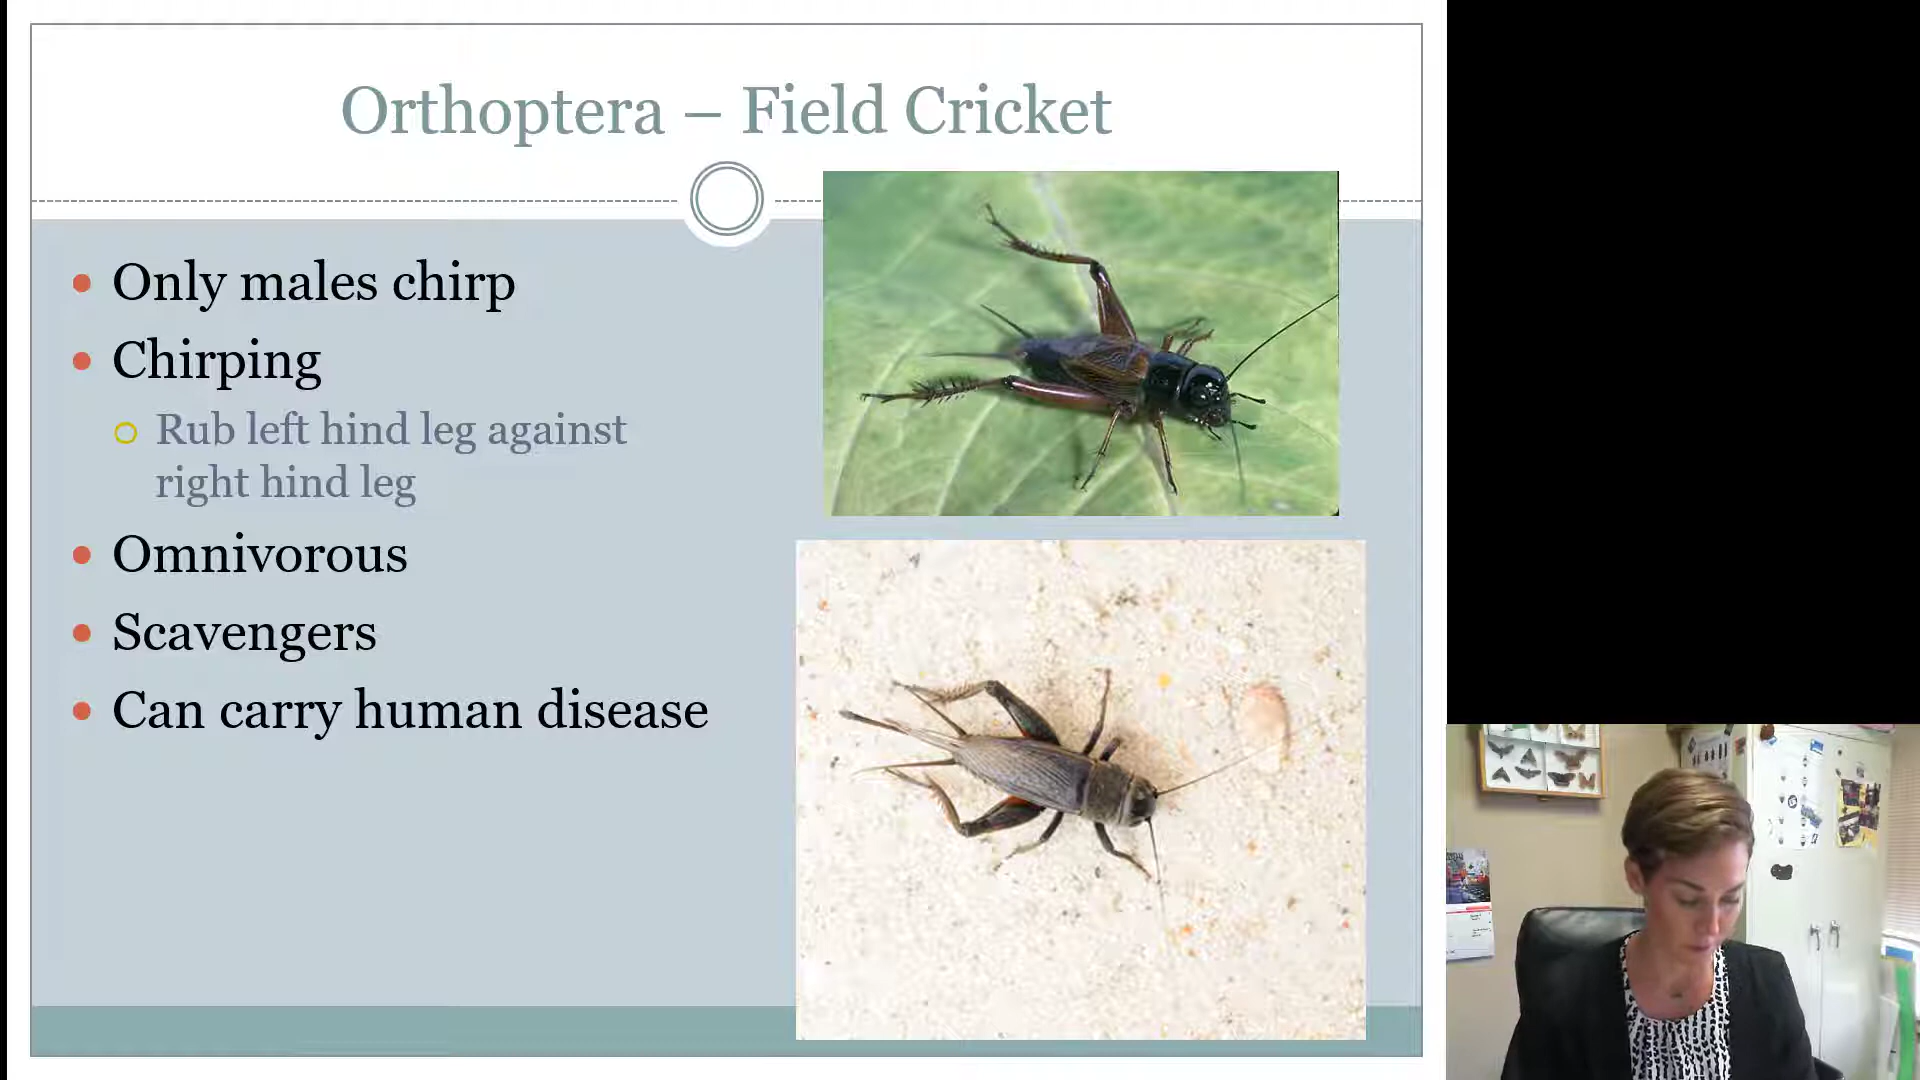 Orthoptera – Field Cricket
Only males chirp
Chirping
Rub left hind leg against
right hind leg
Omnivorous
Scavengers
Can carry human disease